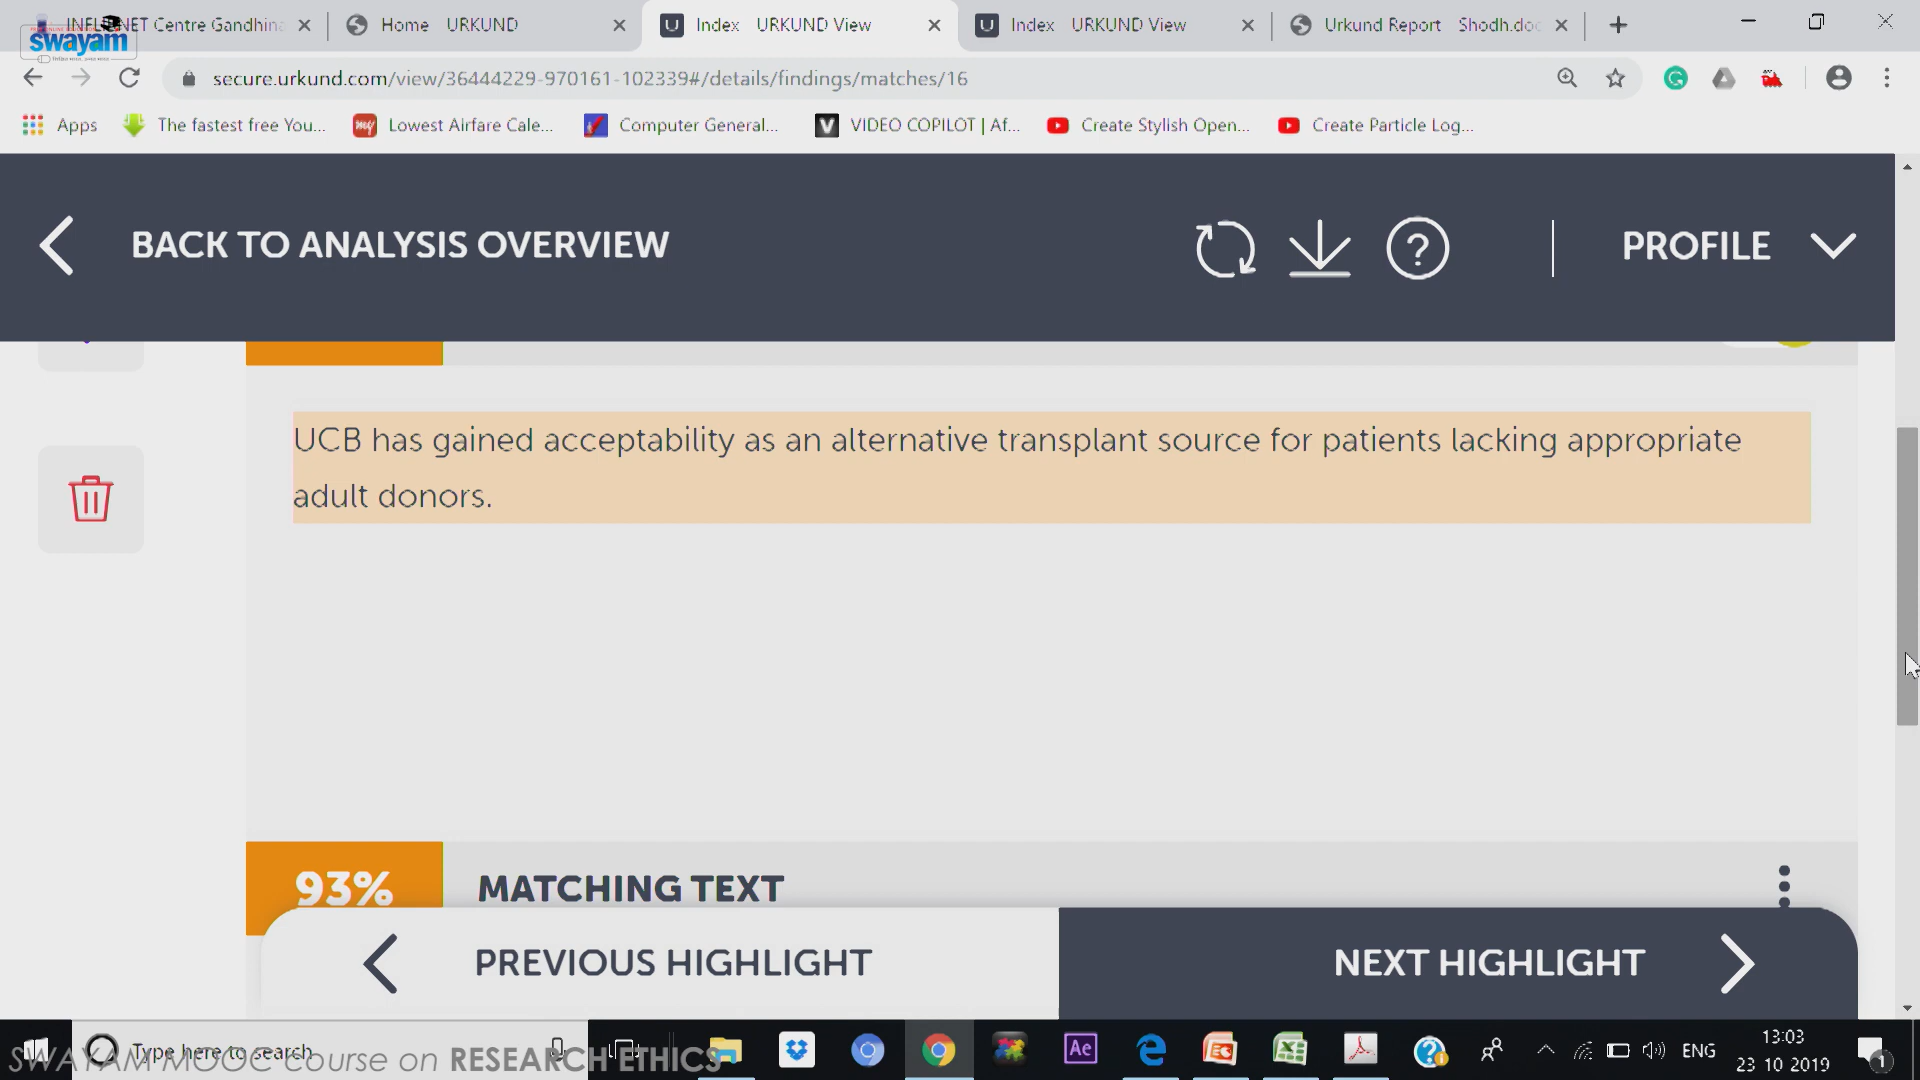 INFLIBNET Centre Gandhina
Home URKUND
Index URKUND View
Index URKUND View
Urkund Report Shodh.doc
swayam
secure.urkund.com/view/36444229-970161-102339#/details/findings/matches/16
Apps
The fastest free You...
Lowest Airfare Cale...
Computer General...
VIDEO COPILOT | Af...
Create Stylish Open...
Create Particle Log...
BACK TO ANALYSIS OVERVIEW
PROFILE
UCB has gained acceptability as an alternative transplant source for patients lacking appropriate
adult donors.
93%
MATCHING TEXT
PREVIOUS HIGHLIGHT
NEXT HIGHLIGHT
Type here to search
SWAYAM MOOC course on RESEARCH ETHICS
Ae
ENG
13:03
23 10 2019
1